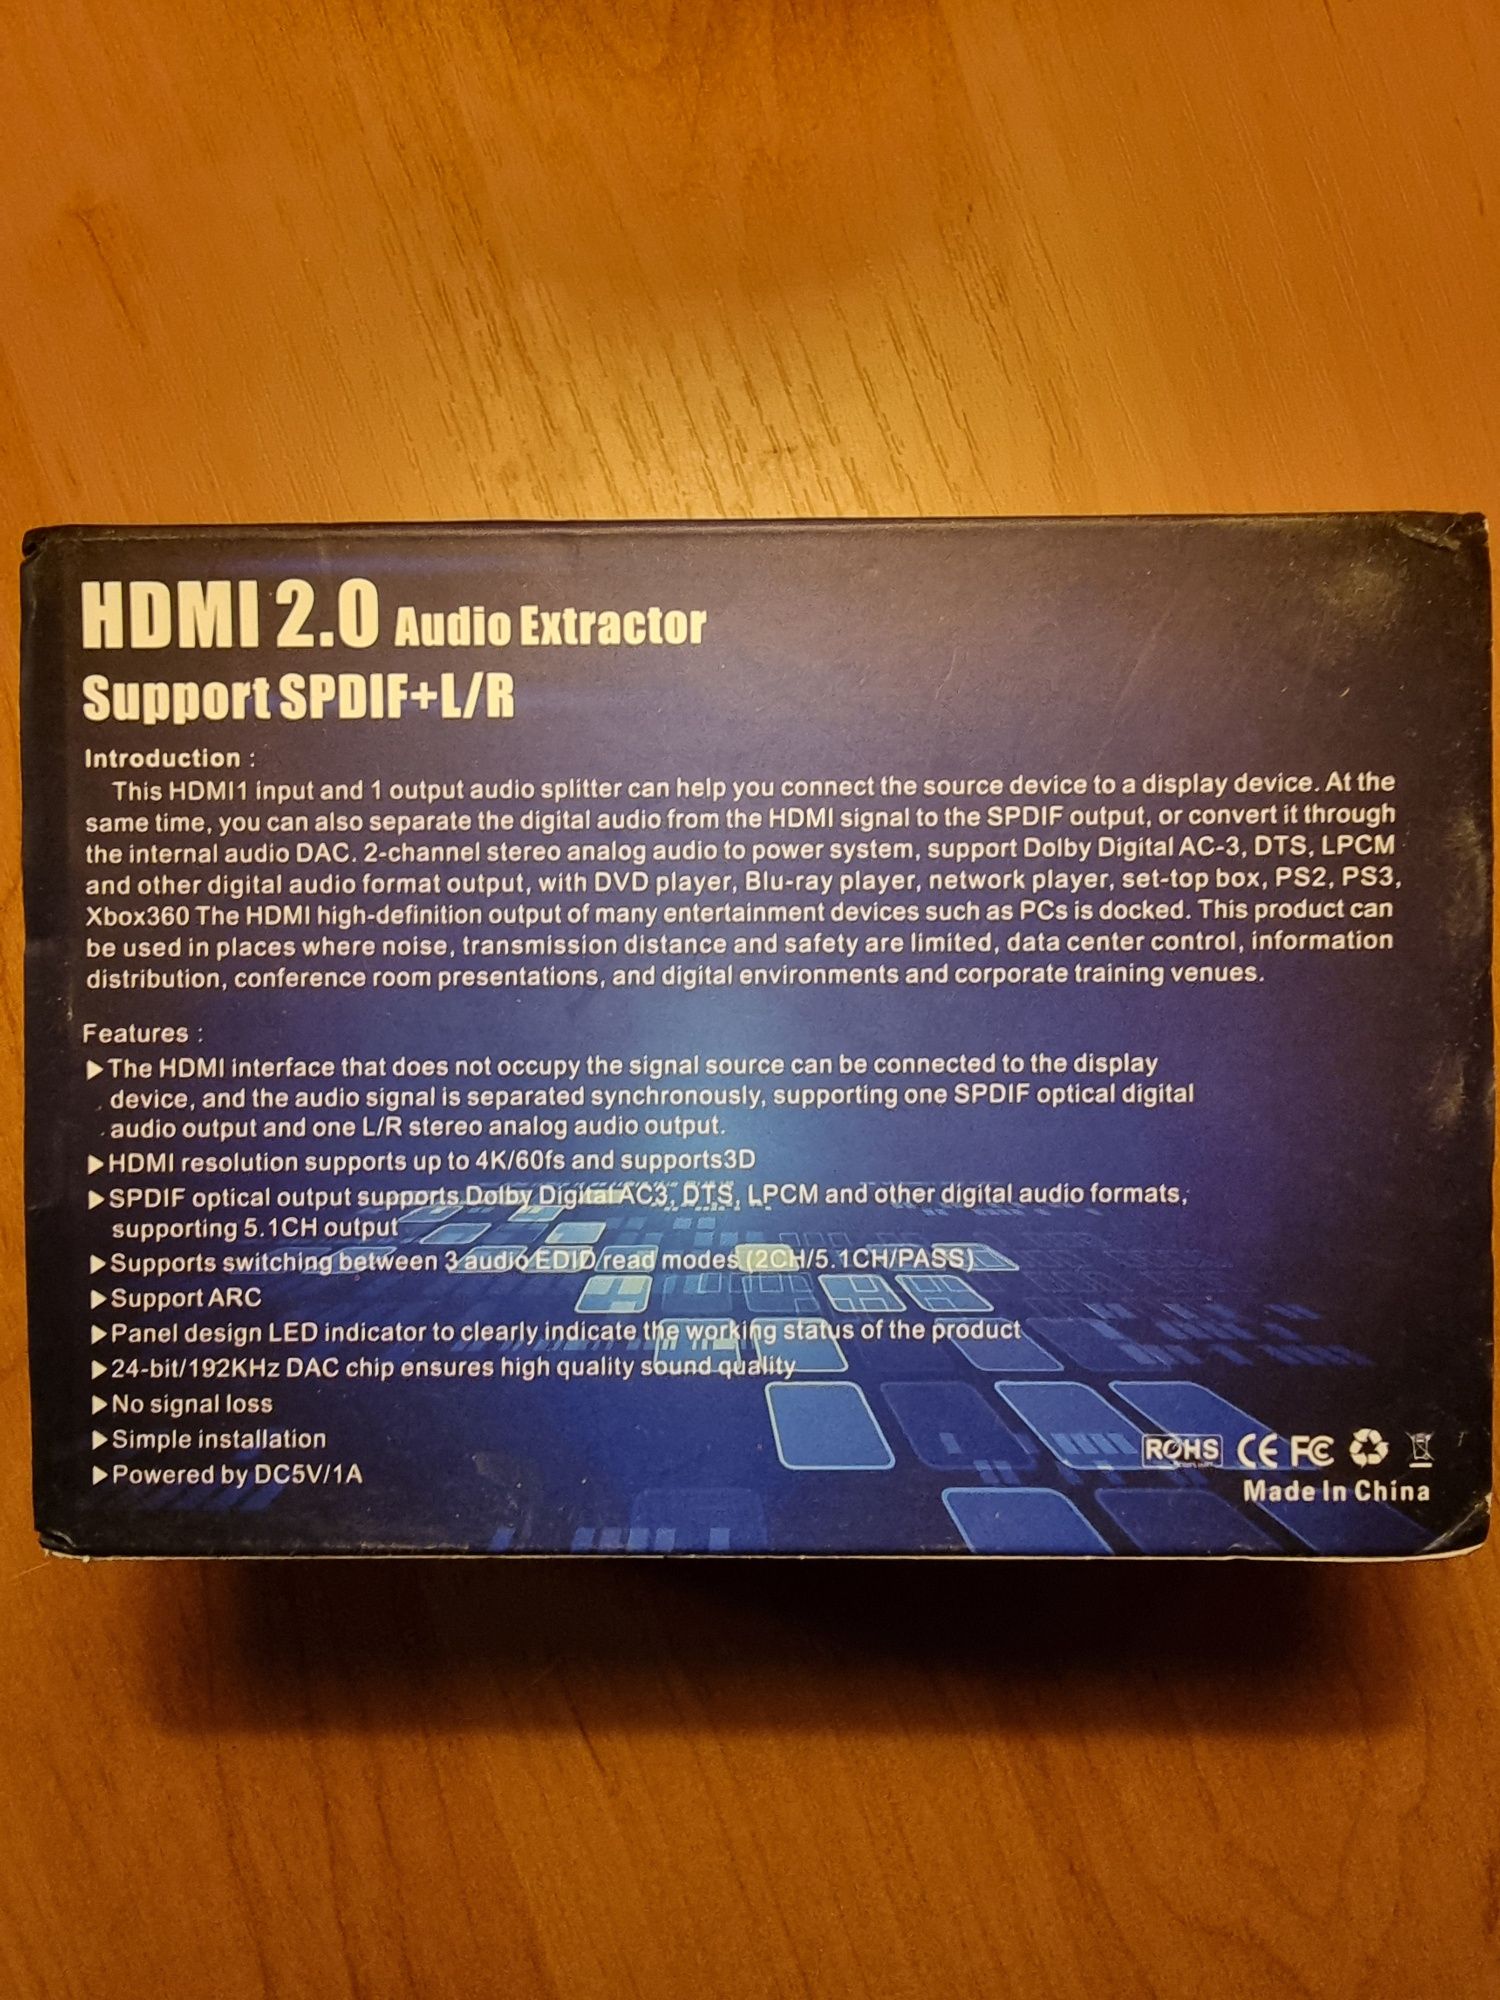 HDMI 2.0 Audio Extractor
Support SPDIF+L/R
Introduction :
This HDMI1 input and 1 output audio splitter can help you connect the source device to a display device. At the
same time, you can also separate the digital audio from the HDMI signal to the SPDIF output, or convert it through
the internal audio DAC. 2-channel stereo analog audio to power system, support Dolby Digital AC-3, DTS, LPCM
and other digital audio format output, with DVD player, Blu-ray player, network player, set-top box, PS2, PS3,
Xbox360 The HDMI high-definition output of many entertainment devices such as PCs is docked. This product can
be used in places where noise, transmission distance and safety are limited, data center control, information
distribution, conference room presentations, and digital environments and corporate training venues.
Features :
▶The HDMI interface that does not occupy the signal source can be connected to the display
device, and the audio signal is separated synchronously, supporting one SPDIF optical digital
audio output and one L/R stereo analog audio output.
▶HDMI resolution supports up to 4K/60fs and supports3D
▶SPDIF optical output supports Dolby Digital AC3, DTS, LPCM and other digital audio formats,
supporting 5.1CH output
▶Supports switching between 3 audio EDID read modes (2CH/5.1CH/PASS)
▶Support ARC
▶Panel design LED indicator to clearly indicate the working status of the product
▶24-bit/192KHz DAC chip ensures high quality sound quality
▶No signal loss
▶Simple installation
▶Powered by DC5V/1A
ROHS CE FC
Made In China